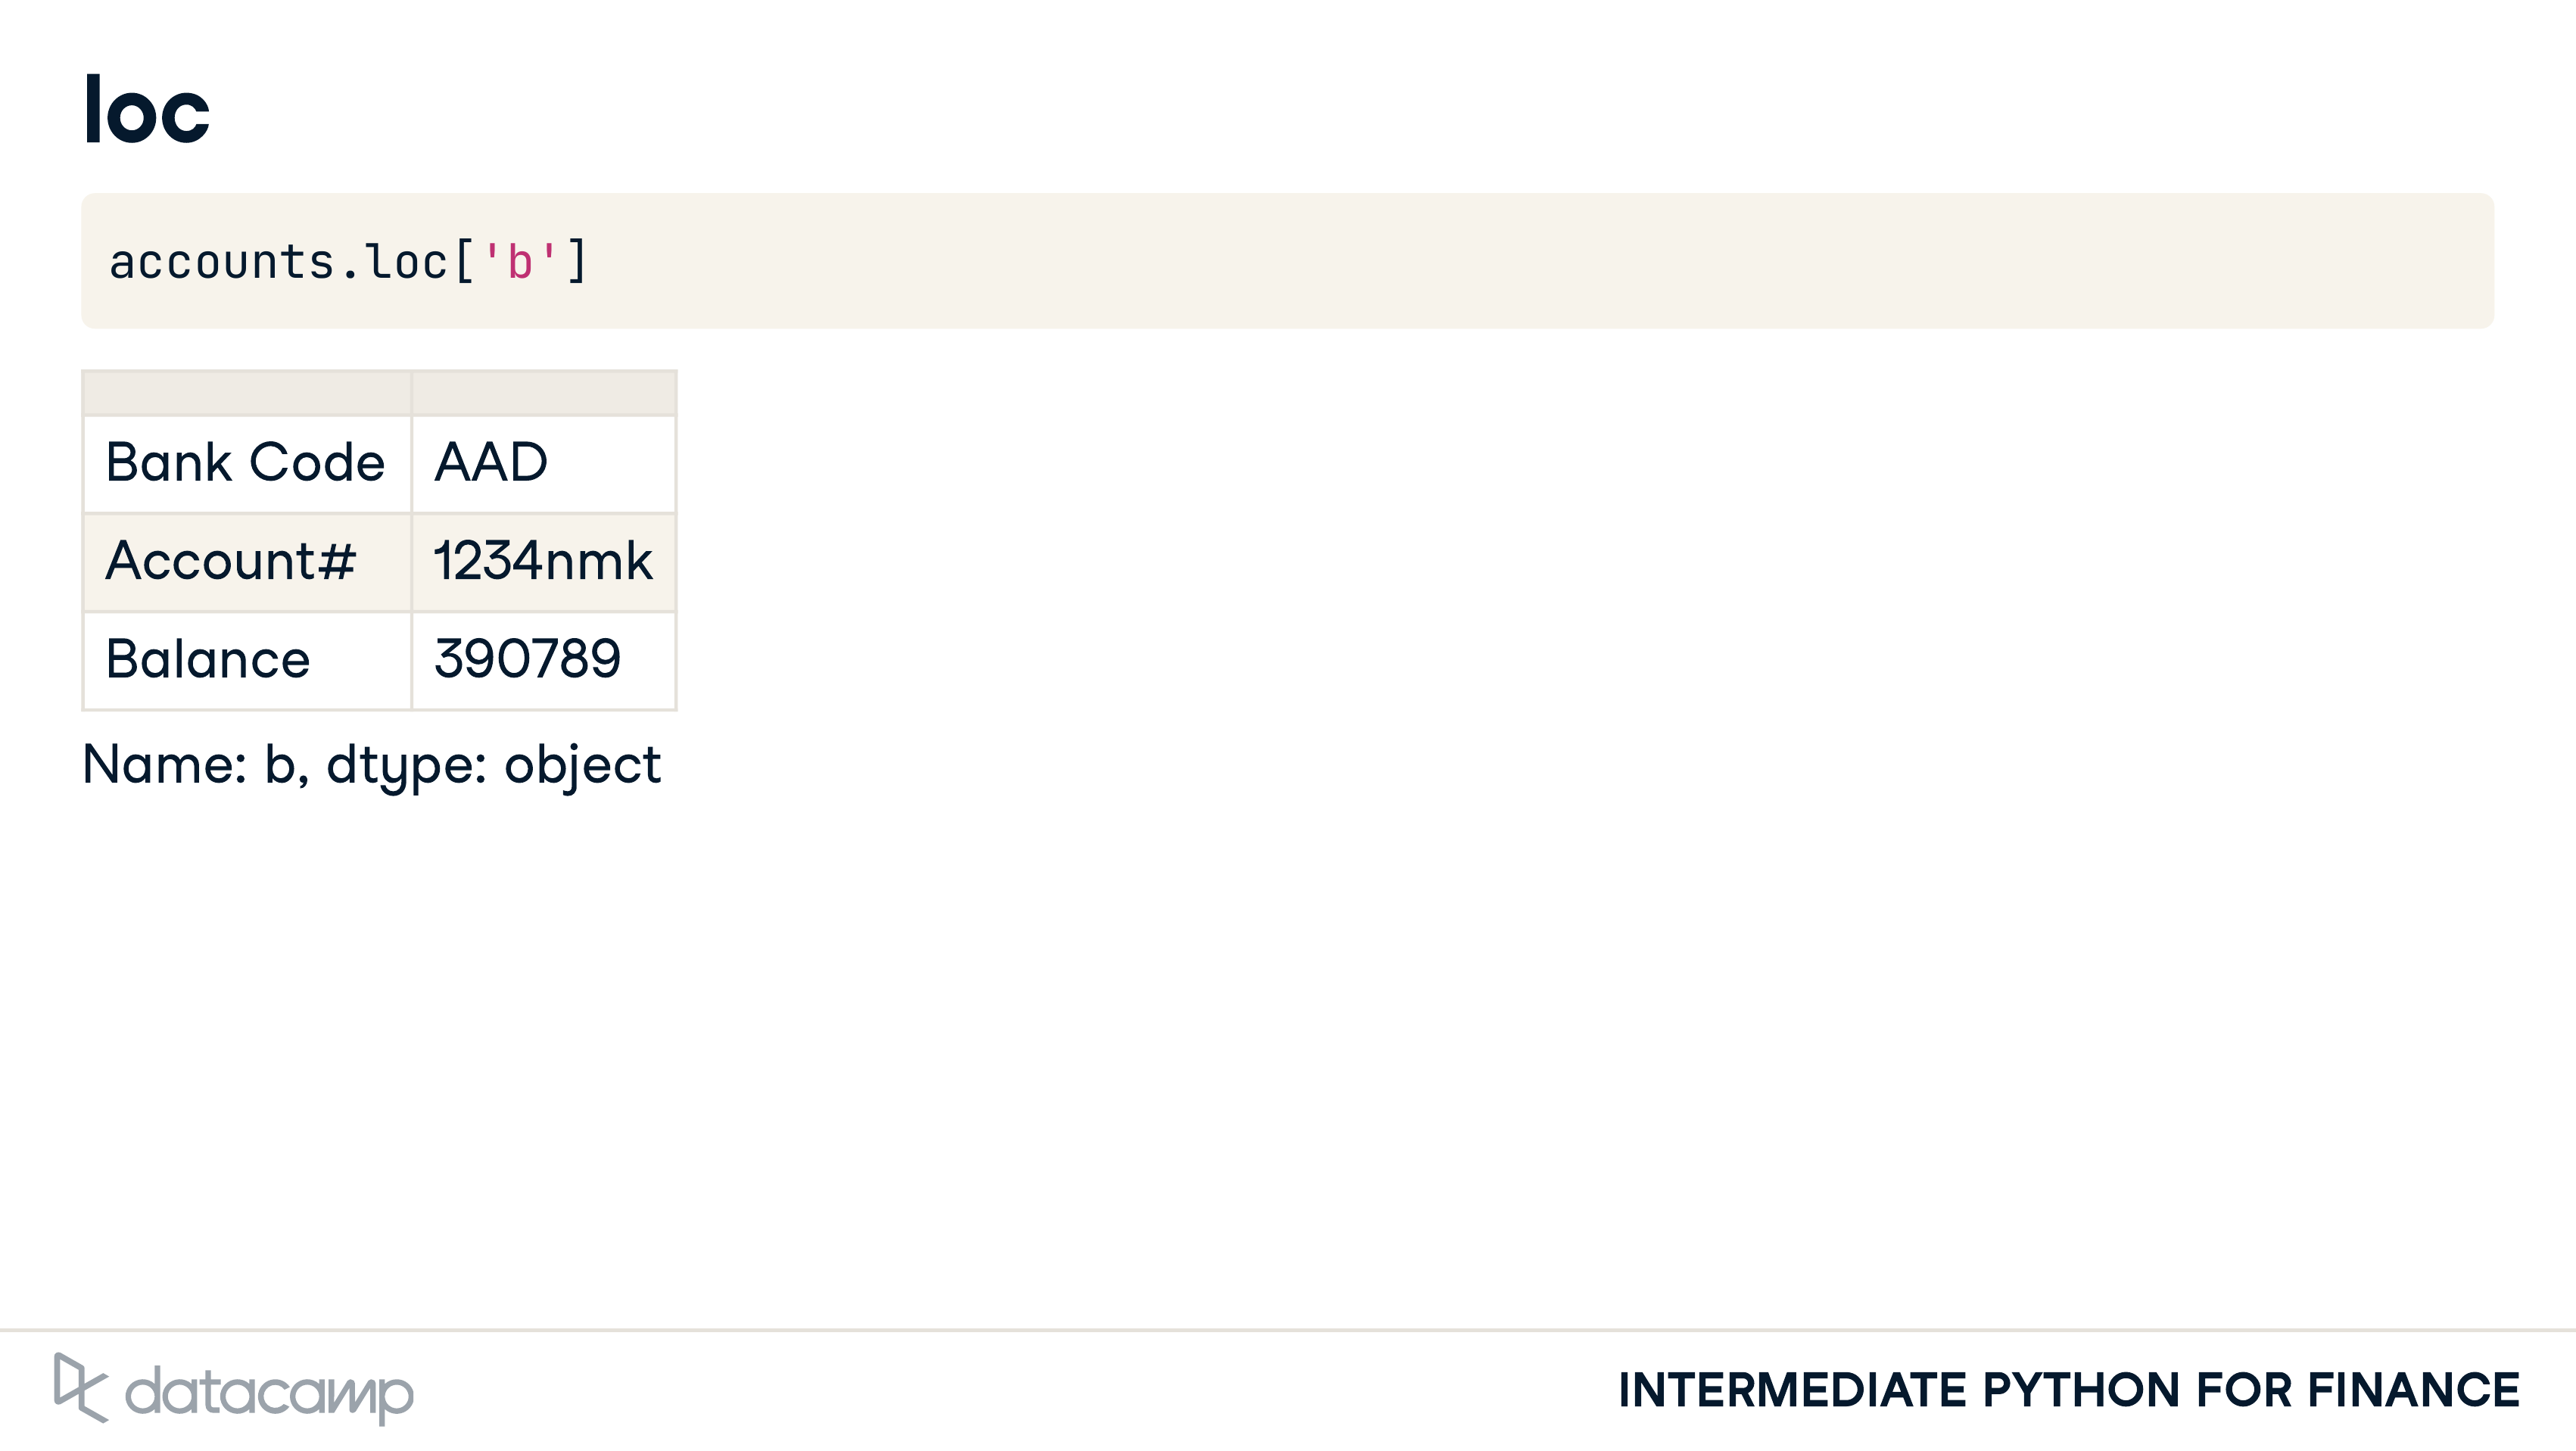 loc
accounts.loc['b']
Bank Code AAD
Account# 1234nmk
Balance 390789
Name: b, dtype: object
datacamp
INTERMEDIATE PYTHON FOR FINANCE